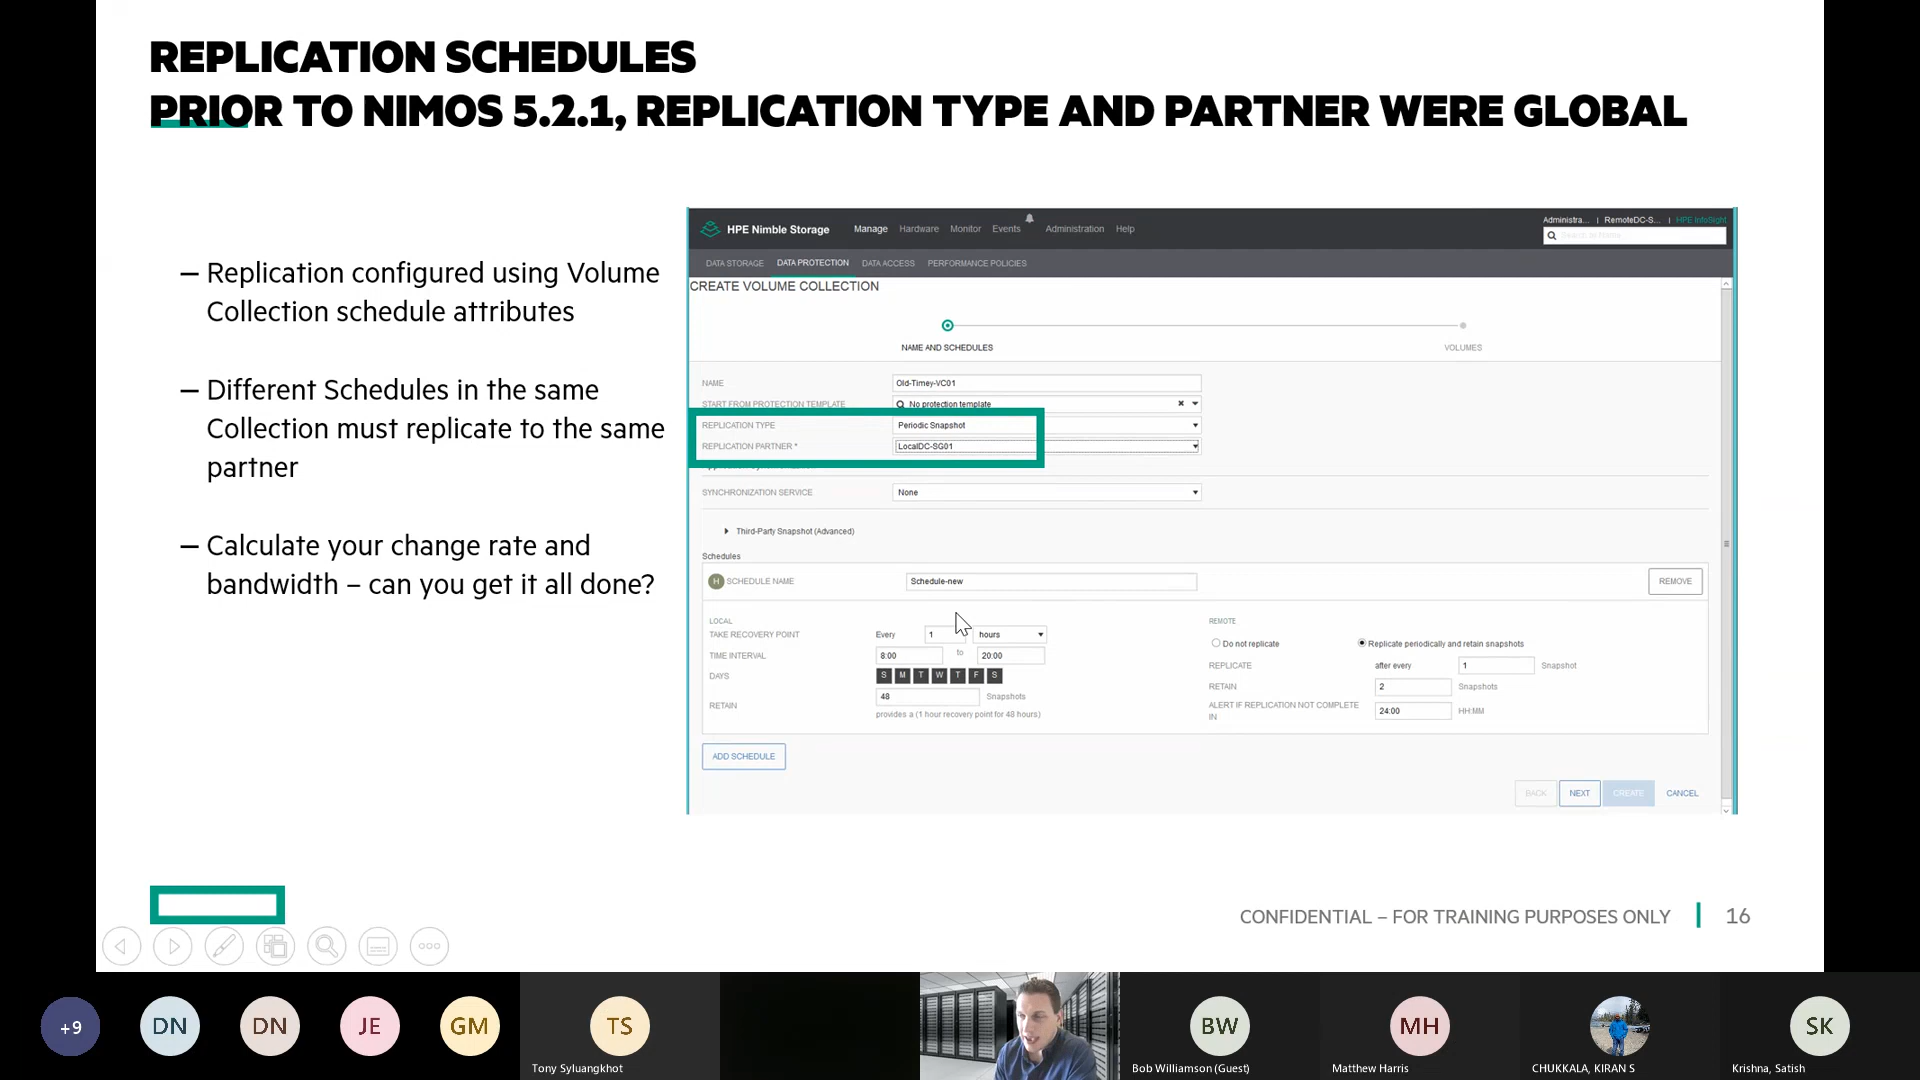 REPLICATION SCHEDULES
PRIOR TO NIMOS 5.2.1, REPLICATION TYPE AND PARTNER WERE GLOBAL
– Replication configured using Volume
Collection schedule attributes
– Different Schedules in the same
Collection must replicate to the same
partner
– Calculate your change rate and
bandwidth – can you get it all done?
HPE Nimble Storage Manage Hardware Monitor Events Administration Help
Administra... | RemoteDC-S... | HPE InfoSight
DATA STORAGE DATA PROTECTION DATA ACCESS PERFORMANCE POLICIES
CREATE VOLUME COLLECTION
NAME AND SCHEDULES VOLUMES
NAME Old-Timey-VC01
START FROM PROTECTION TEMPLATE No protection template
REPLICATION TYPE Periodic Snapshot
REPLICATION PARTNER * LocalDC-SG01
SYNCHRONIZATION SERVICE None
Third-Party Snapshot (Advanced)
Schedules
H SCHEDULE NAME Schedule-new REMOVE
LOCAL
TAKE RECOVERY POINT Every 1 hours
TIME INTERVAL 8:00 to 20:00
DAYS S M T W T F S
RETAIN 48 Snapshots
provides a (1 hour recovery point for 48 hours)
REMOTE
Do not replicate Replicate periodically and retain snapshots
REPLICATE after every 1 Snapshot
RETAIN 2 Snapshots
ALERT IF REPLICATION NOT COMPLETE
IN 24:00 HH:MM
ADD SCHEDULE
BACK NEXT CREATE CANCEL
CONFIDENTIAL – FOR TRAINING PURPOSES ONLY | 16
+9 DN DN JE GM TS BW MH SK
Tony Syluangkhot Bob Williamson (Guest) Matthew Harris CHUKKALA, KIRAN S Krishna, Satish